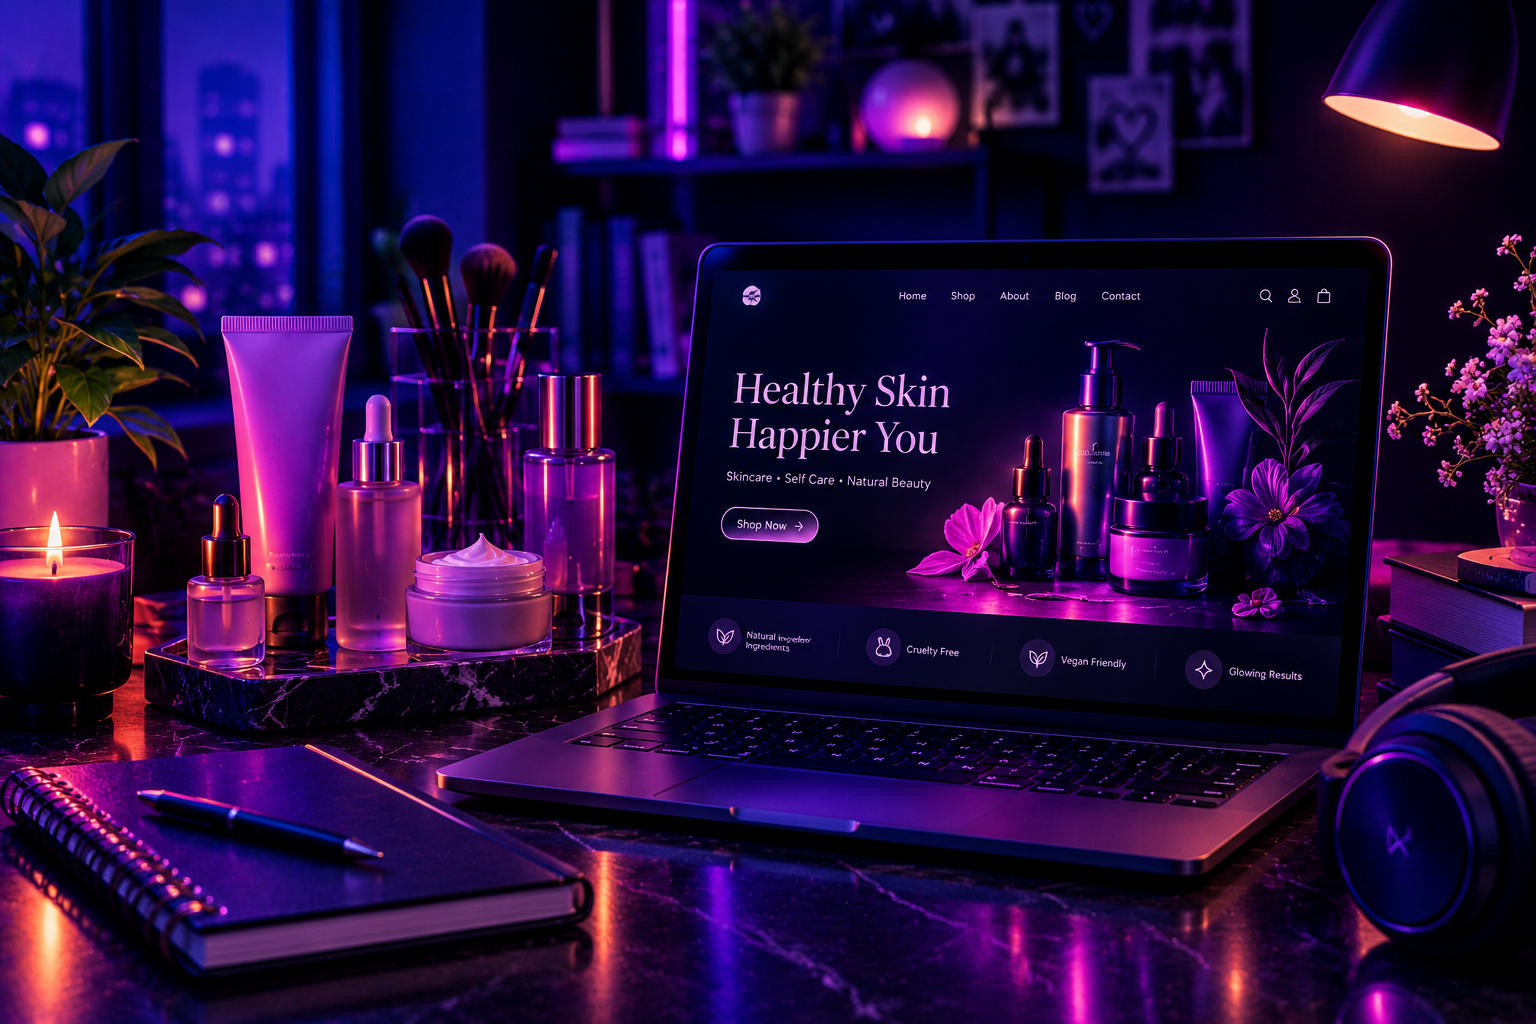 Home Shop About Blog Contact
Healthy Skin
Happier You
Skincare • Self Care • Natural Beauty
Shop Now →
Natural
Ingredients
Cruelty Free
Vegan Friendly
Glowing Results